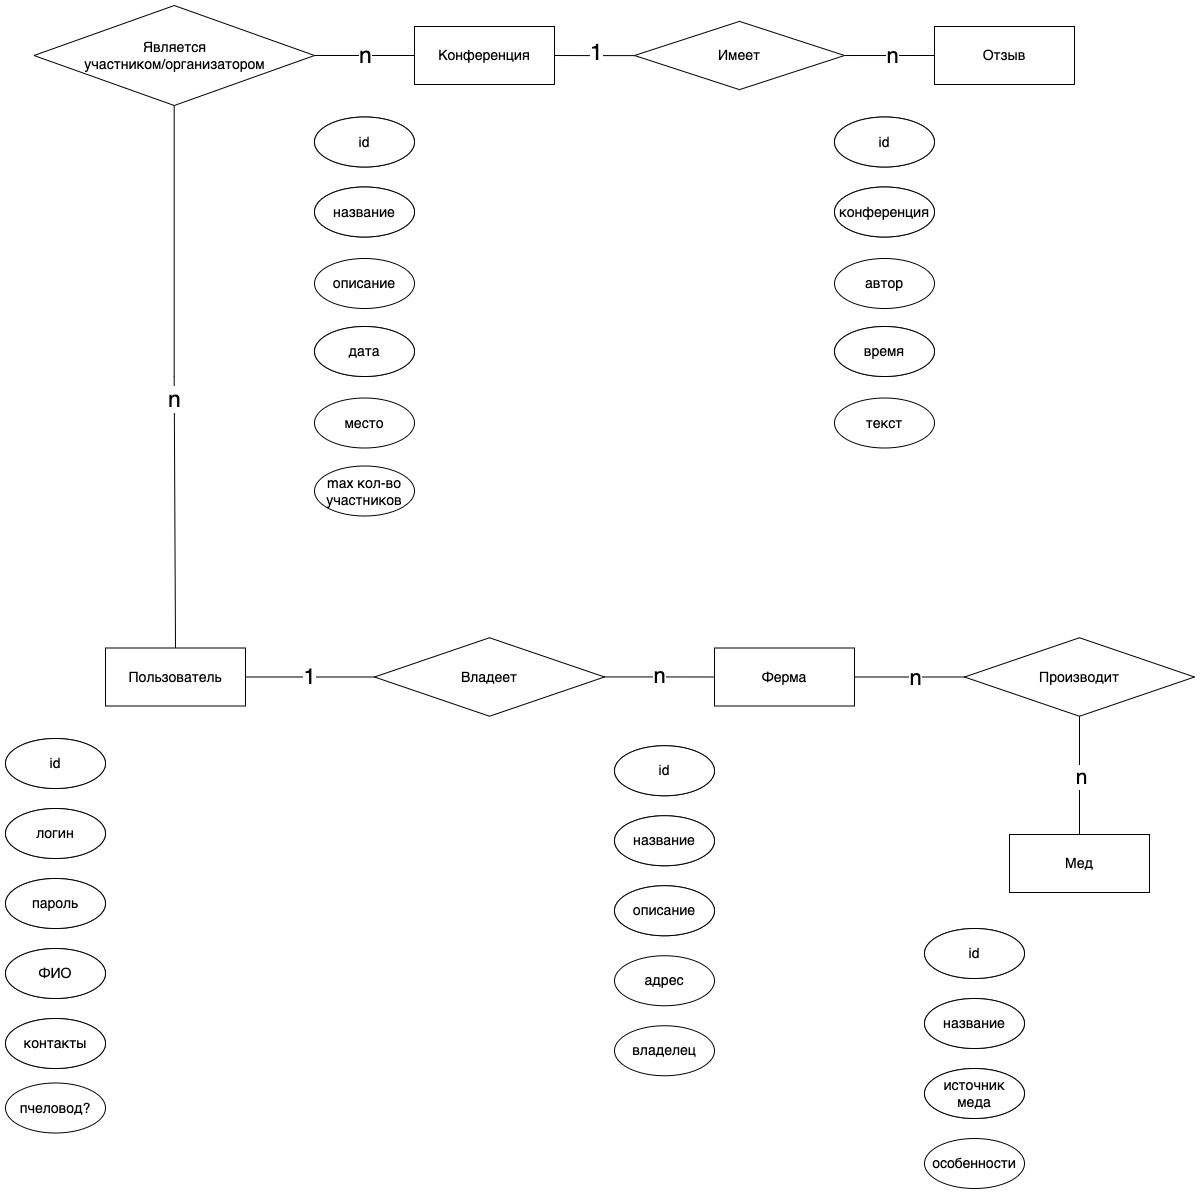 Является
участником/организатором
n
Конференция
1
Имеет
n
Отзыв
id
название
описание
дата
место
max кол-во
участников
id
конференция
автор
время
текст
n
Пользователь
1
Владеет
n
Ферма
n
Производит
n
Мед
id
логин
пароль
ФИО
контакты
пчеловод?
id
название
описание
адрес
владелец
id
название
источник
меда
особенности